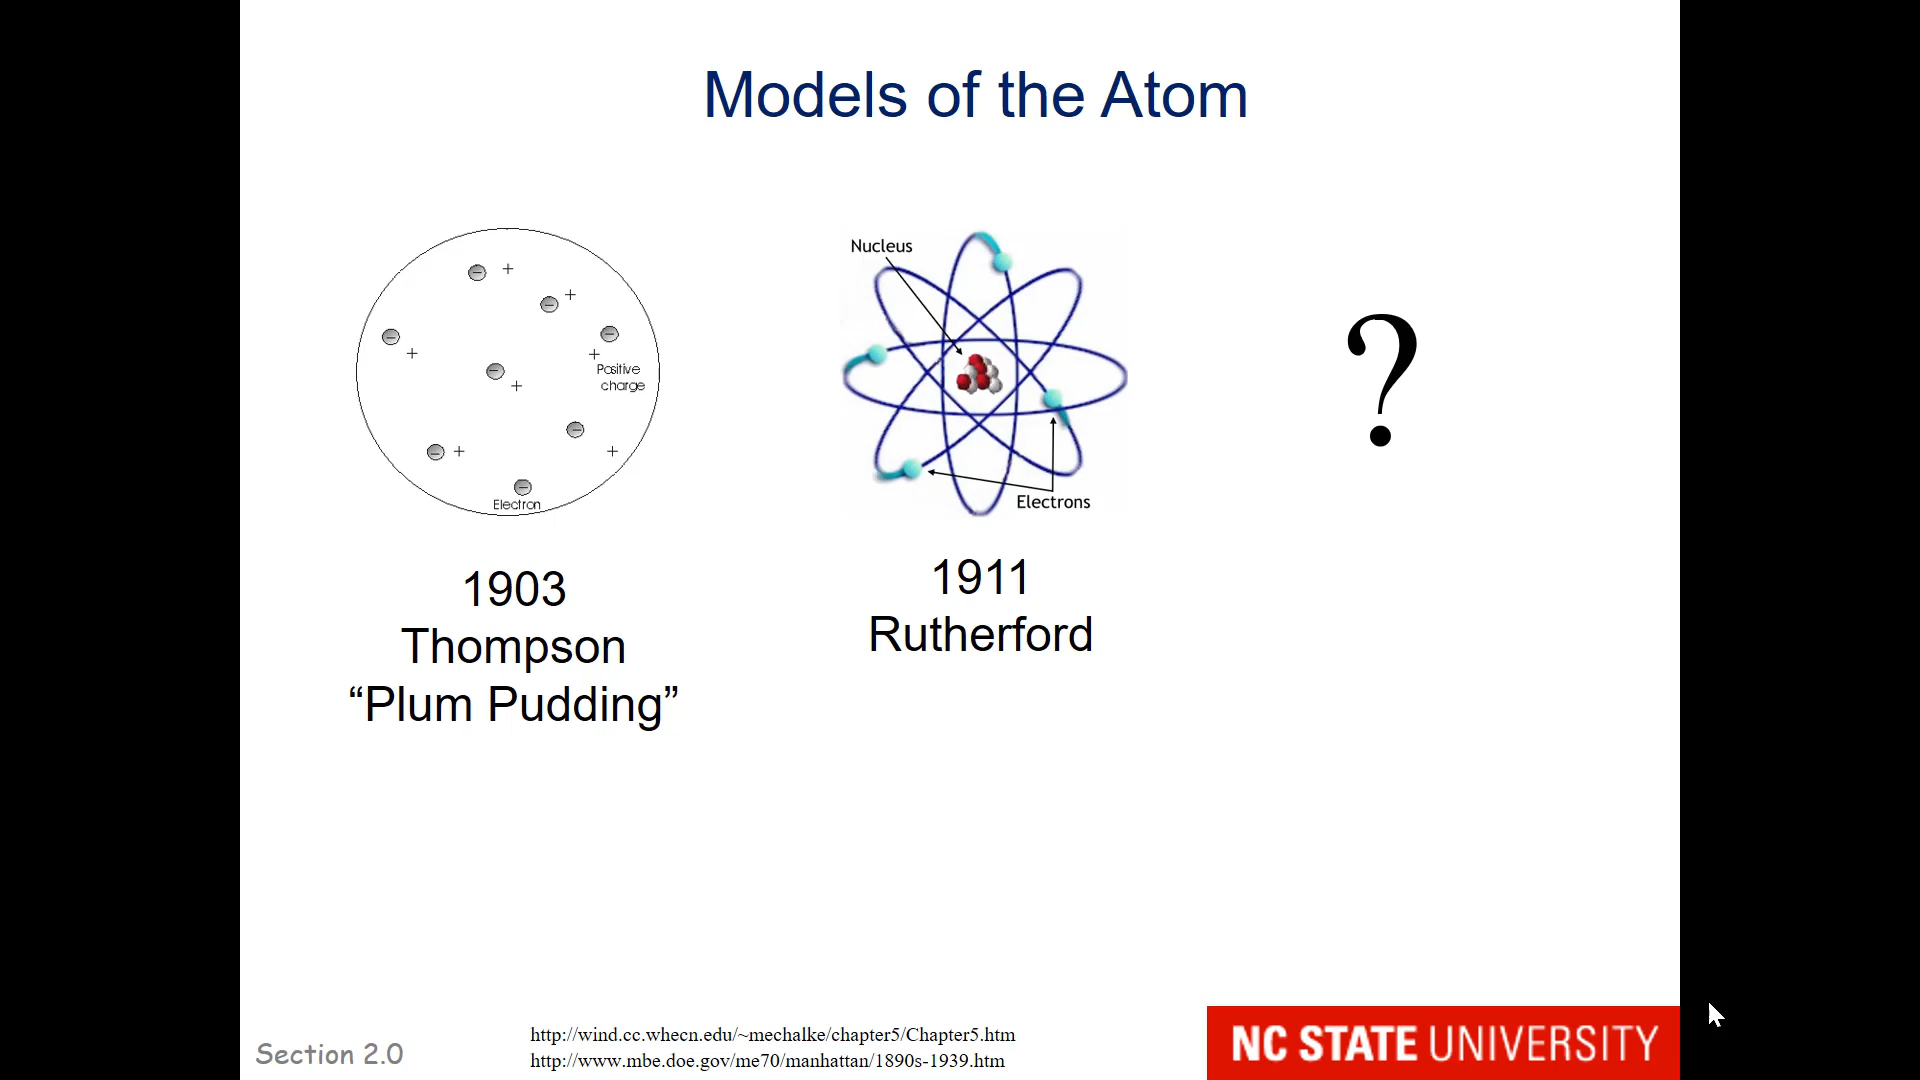 Models of the Atom
+
+
+
+
Positive
charge
+
+
+
Electron
1903
Thompson
“Plum Pudding”
Nucleus
Electrons
1911
Rutherford
?
Section 2.0
http://wind.cc.whecn.edu/~mechalke/chapter5/Chapter5.htm
http://www.mbe.doe.gov/me70/manhattan/1890s-1939.htm
NC STATE UNIVERSITY